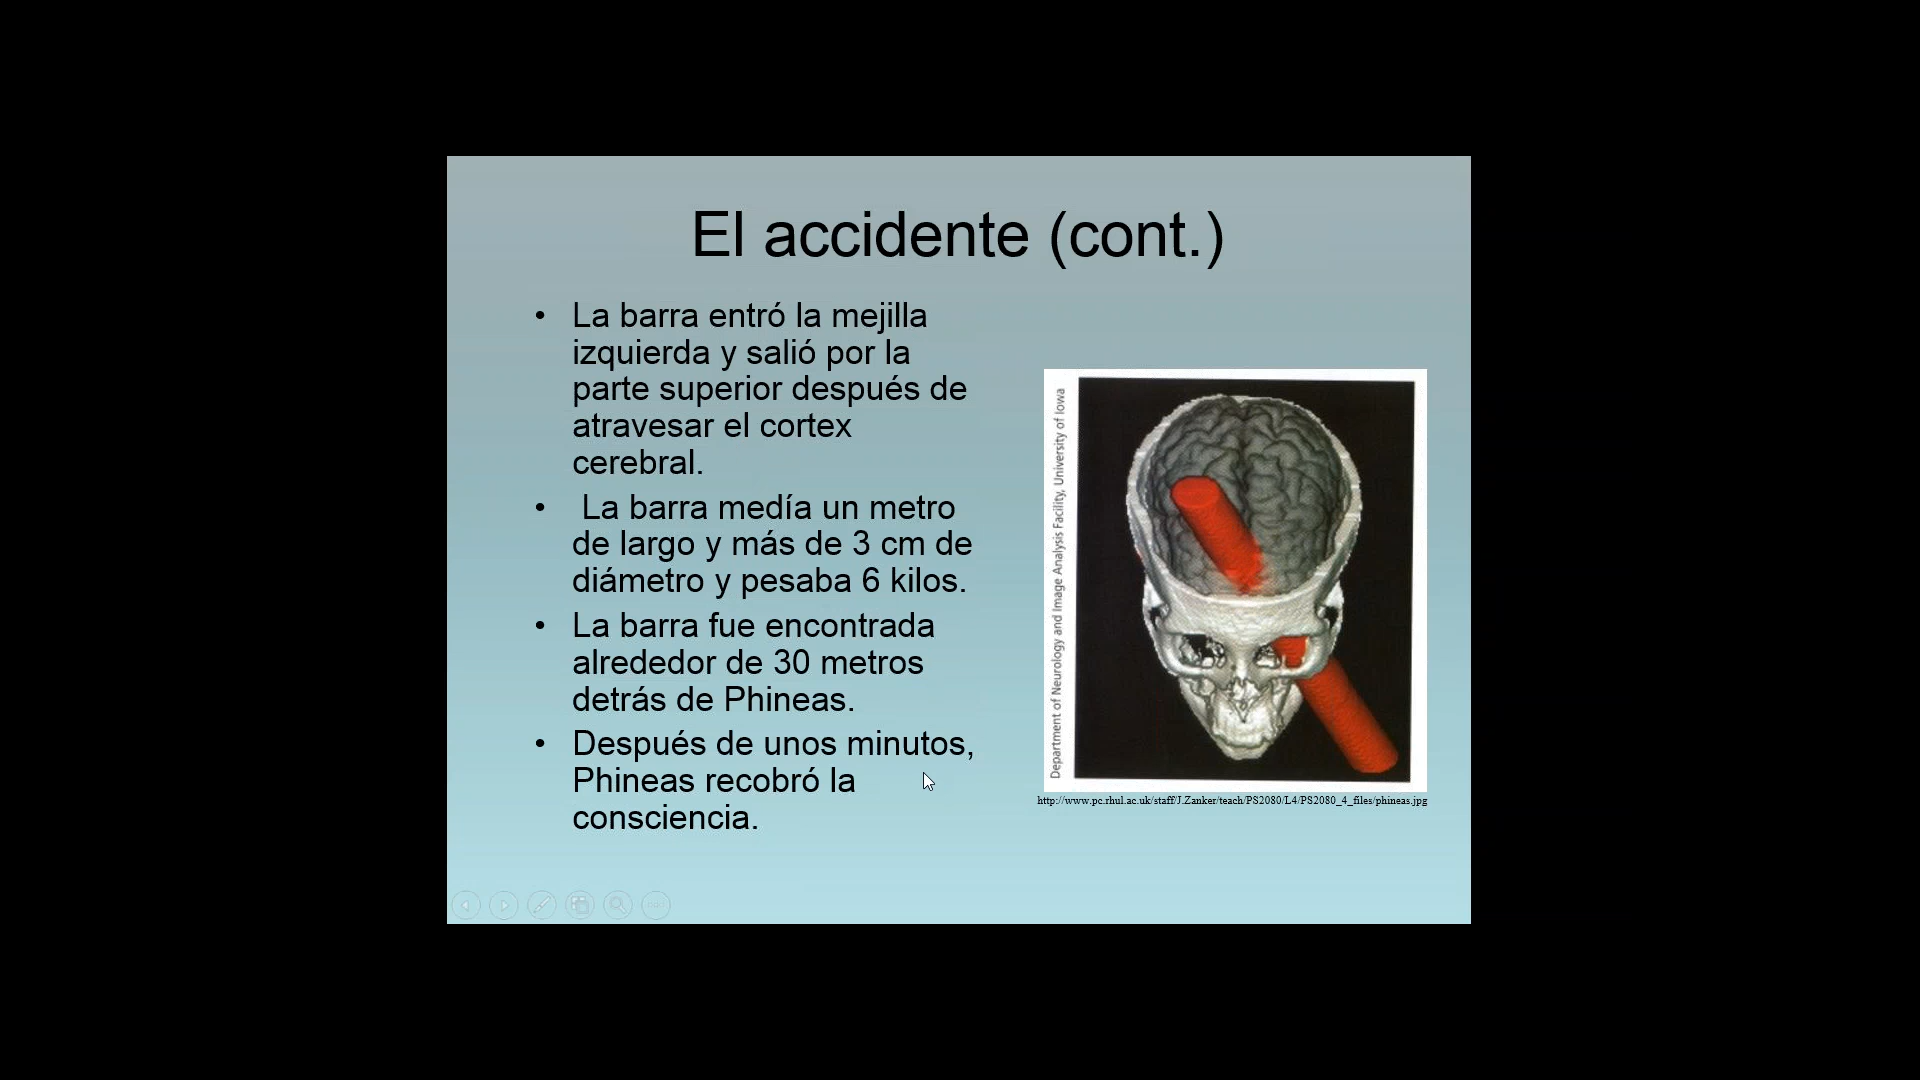 El accidente (cont.)
• La barra entró la mejilla
izquierda y salió por la
parte superior después de
atravesar el cortex
cerebral.
• La barra medía un metro
de largo y más de 3 cm de
diámetro y pesaba 6 kilos.
• La barra fue encontrada
alrededor de 30 metros
detrás de Phineas.
• Después de unos minutos,
Phineas recobró la
consciencia.
Department of Neurology and Image Analysis Facility, University of Iowa
http://www.pc.rhul.ac.uk/staff/J.Zanker/teach/PS2080/L4/PS2080_4_files/phineas.jpg